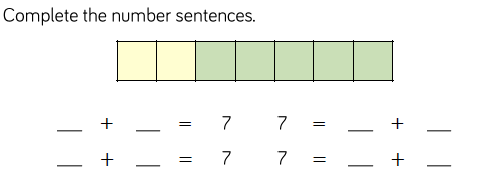 Complete the number sentences.
__ + __ = 7 7 = __ + __
__ + __ = 7 7 = __ + __